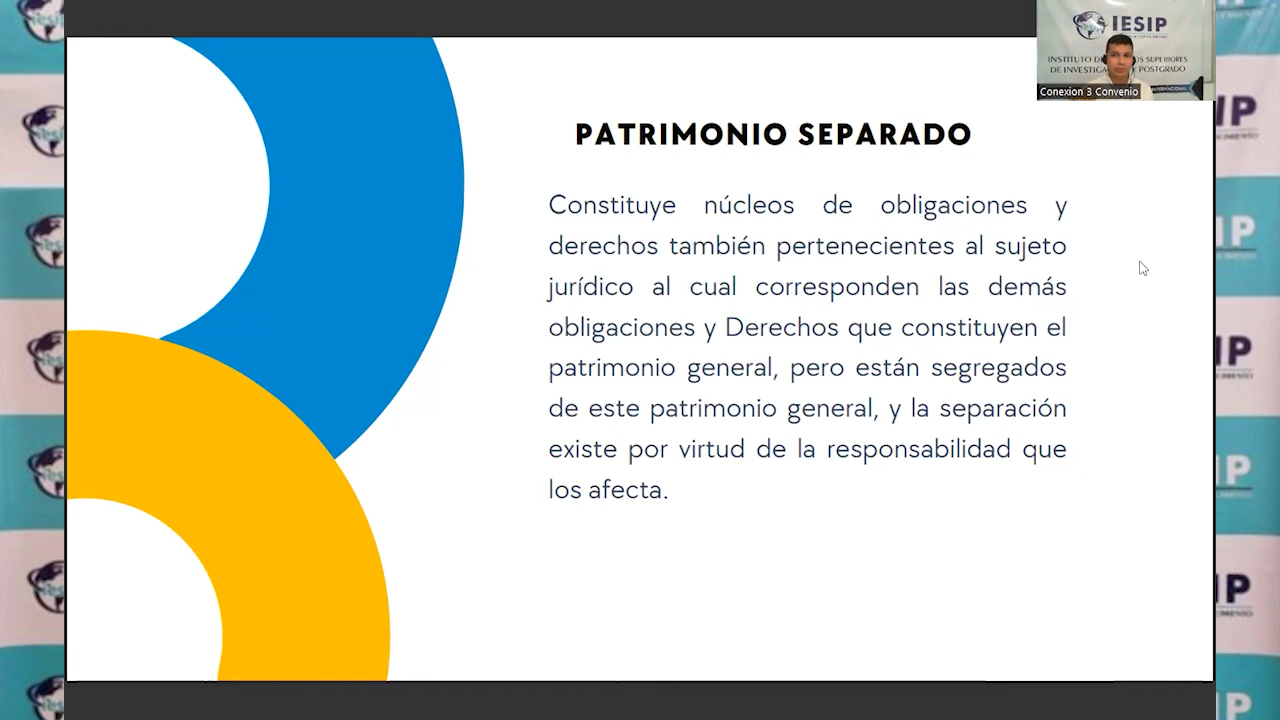 IESIP
INSTITUTO DE
SUPERIORES
DE INVESTIGA
Y POSTGRADO
Conexion 3 Convenio
PATRIMONIO SEPARADO
Constituye núcleos de obligaciones y
derechos también pertenecientes al sujeto
jurídico al cual corresponden las demás
obligaciones y Derechos que constituyen el
patrimonio general, pero están segregados
de este patrimonio general, y la separación
existe por virtud de la responsabilidad que
los afecta.